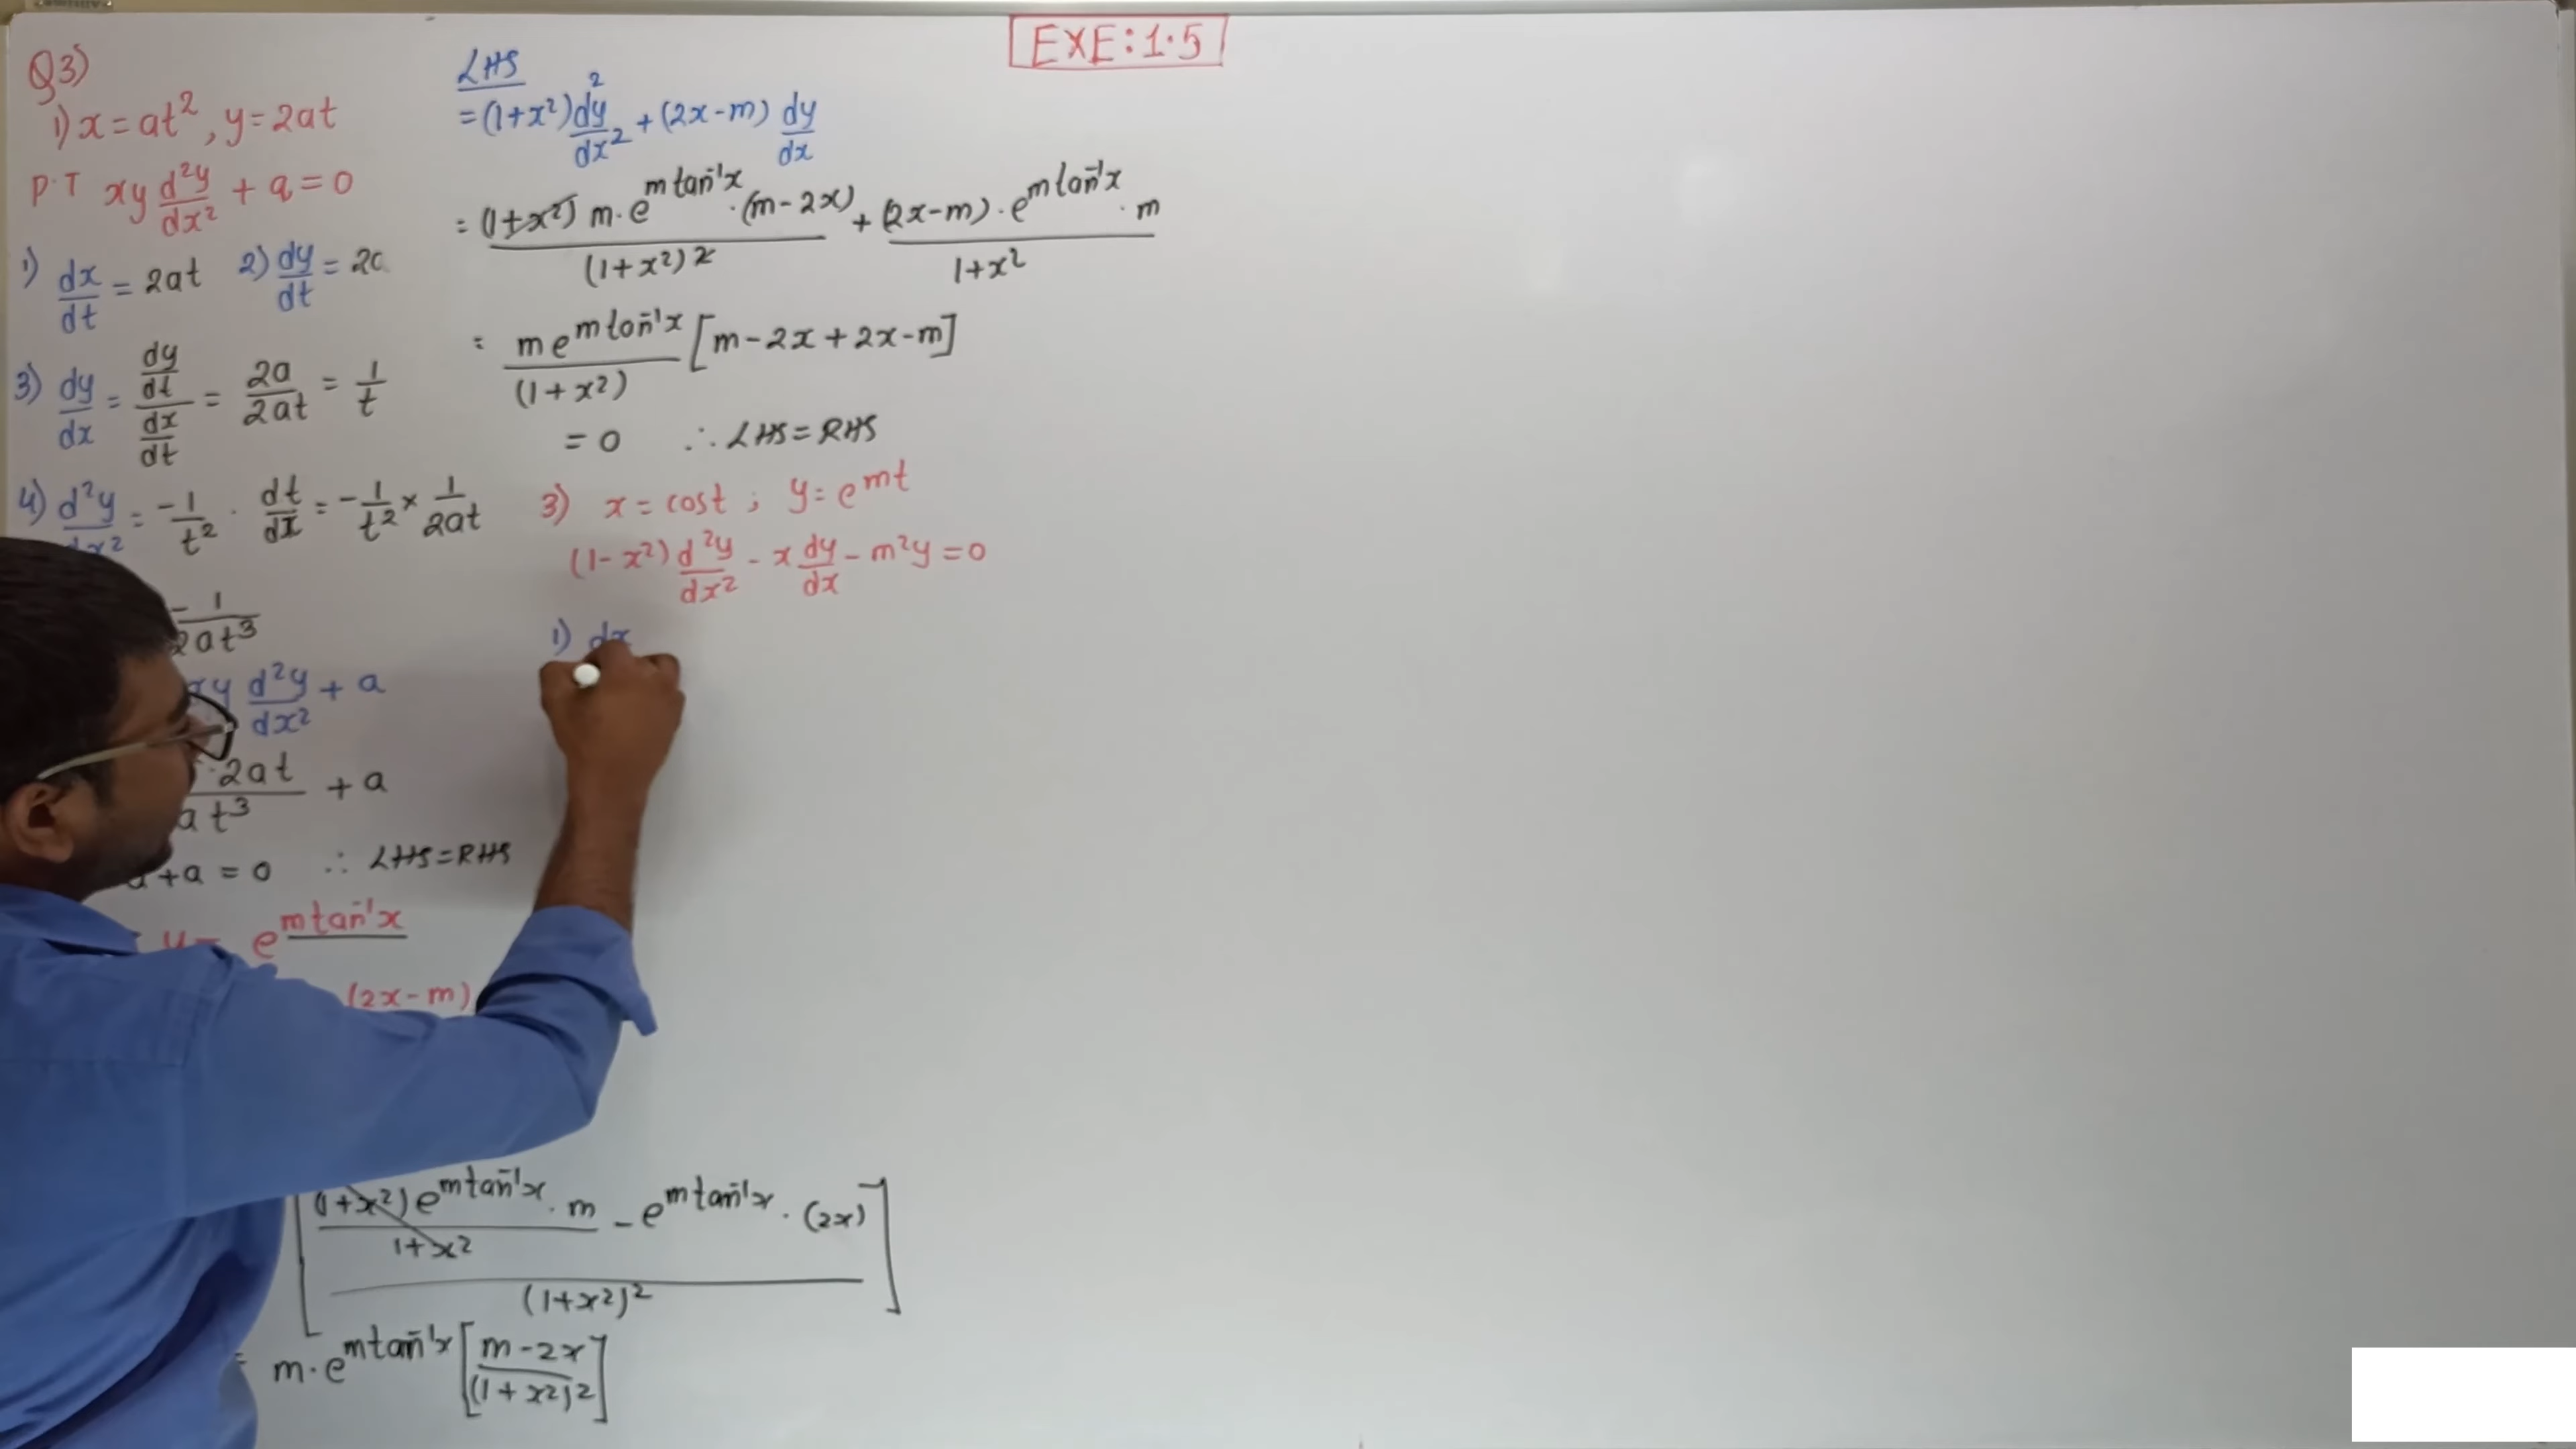 EXE:1.5
Q3)
1) x = at², y = 2at
P.T xy d²y/dx² + a = 0
1) dx/dt = 2at 2) dy/dt = 2a
3) dy/dx = (dy/dt)/(dx/dt) = 2a/2at = 1/t
4) d²y/dx² = -1/t² . dt/dx = -1/t² × 1/2at
- 1/2at³
xy d²y/dx² + a
. 2at / at³ + a
+ a = 0 ∴ LHS = RHS
y = e^(m tan⁻¹x)
(2x - m)
[ (1+x²) e^(m tan⁻¹x) . m / 1+x² - e^(m tan⁻¹x) . (2x) / (1+x²)² ]
= m . e^(m tan⁻¹x) [ m - 2x / (1+x²)² ]
LHS
= (1+x²) dy²/dx² + (2x - m) dy/dx
= (1+x²) m . e^(m tan⁻¹x) . (m - 2x) / (1+x²)² + (2x - m) . e^(m tan⁻¹x) . m / 1+x²
= m e^(m tan⁻¹x) / (1+x²) [m - 2x + 2x - m]
= 0 ∴ LHS = RHS
3) x = cost ; y = e^(mt)
(1 - x²) d²y/dx² - x dy/dx - m²y = 0
1) dx